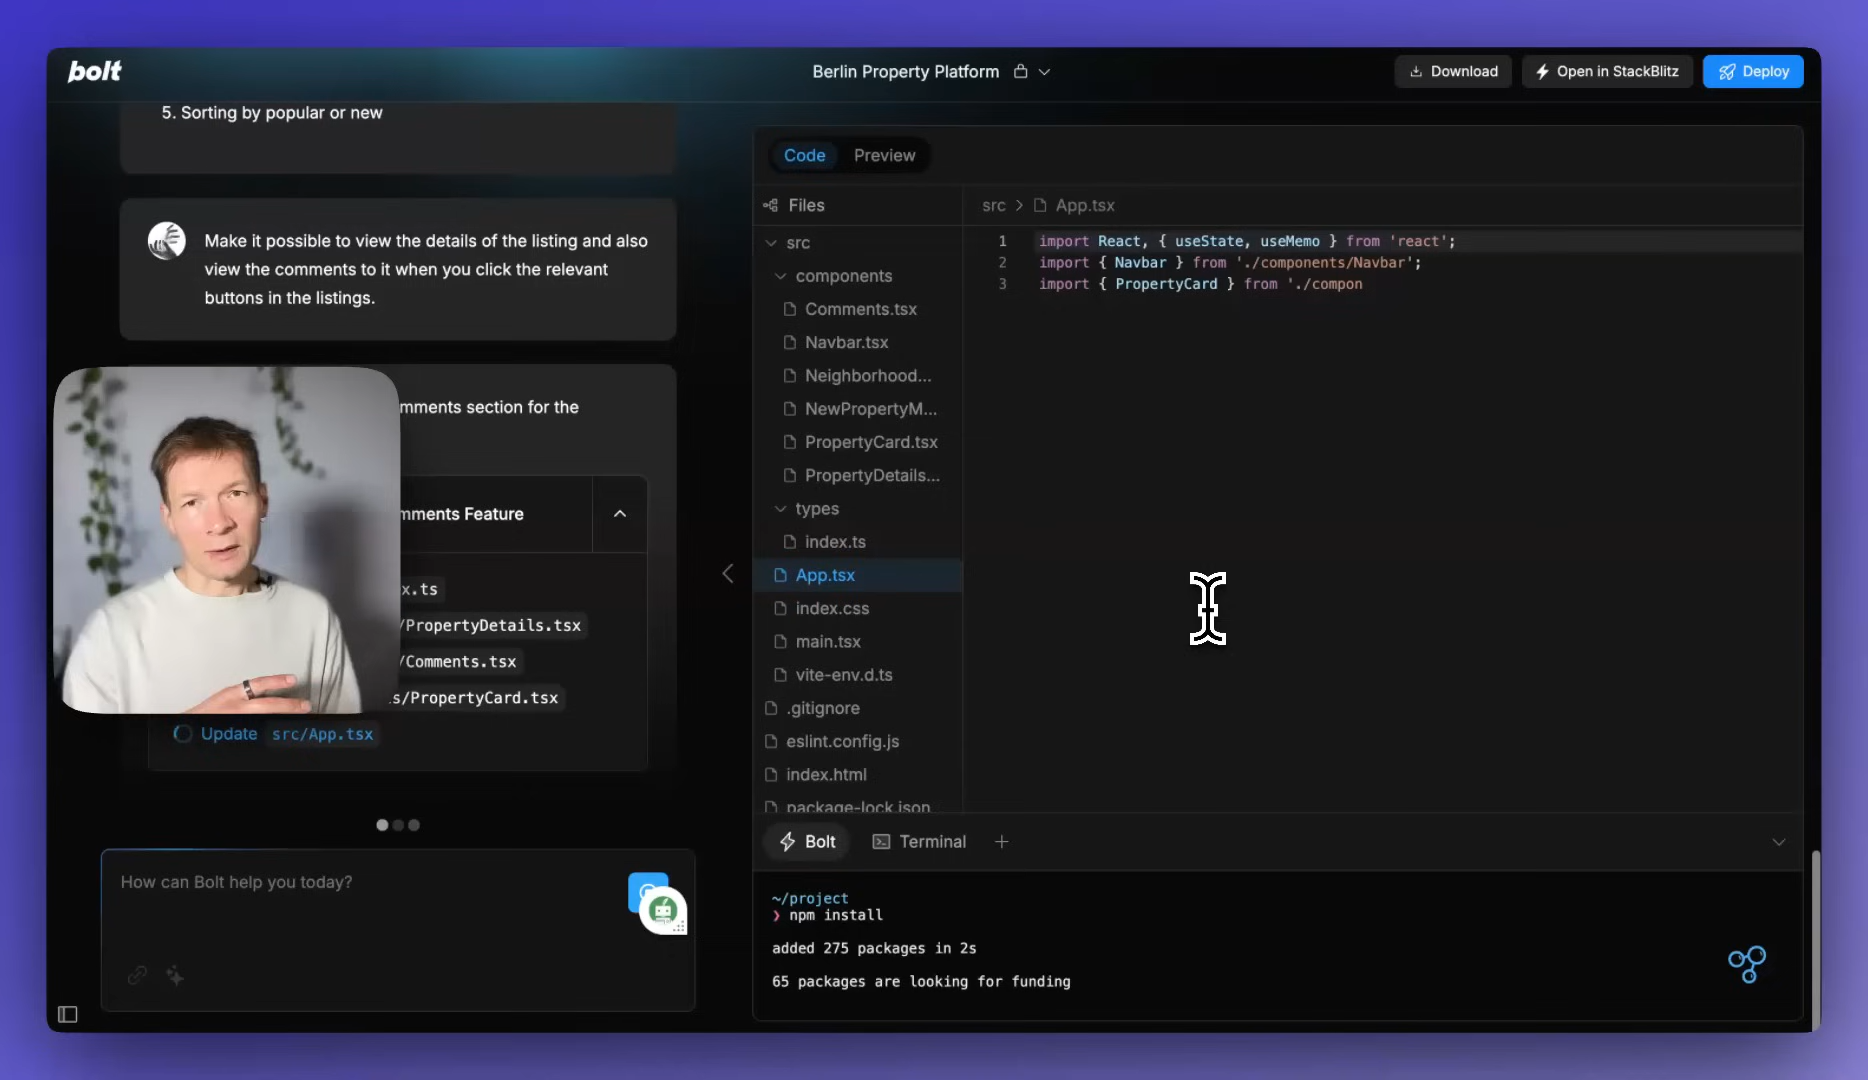 bolt
Berlin Property Platform
Download
Open in StackBlitz
Deploy
5. Sorting by popular or new
Make it possible to view the details of the listing and also
view the comments to it when you click the relevant
buttons in the listings.
mments section for the
mments Feature
x.ts
/PropertyDetails.tsx
/Comments.tsx
s/PropertyCard.tsx
Update src/App.tsx
How can Bolt help you today?
Code
Preview
Files
src
components
Comments.tsx
Navbar.tsx
Neighborhood...
NewPropertyM...
PropertyCard.tsx
PropertyDetails...
types
index.ts
App.tsx
index.css
main.tsx
vite-env.d.ts
.gitignore
eslint.config.js
index.html
package-lock.json
src > App.tsx
1 import React, { useState, useMemo } from 'react';
2 import { Navbar } from './components/Navbar';
3 import { PropertyCard } from './compon
Bolt
Terminal
~/project
❯ npm install
added 275 packages in 2s
65 packages are looking for funding